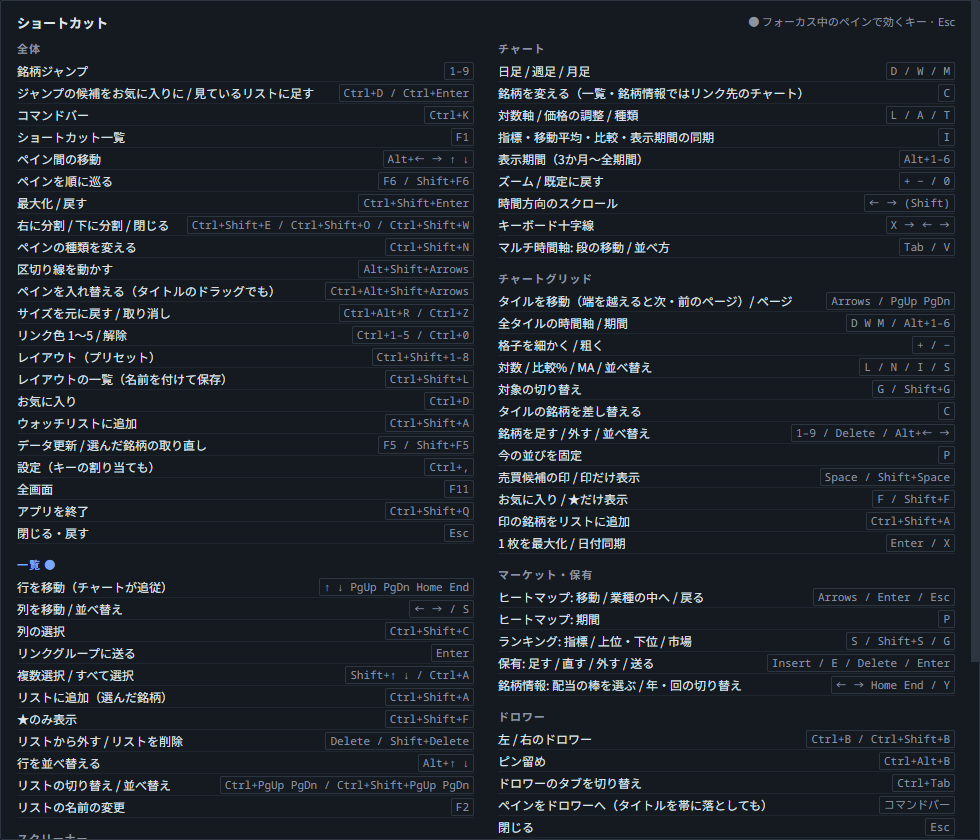 ショートカット
● フォーカス中のペインで効くキー · Esc
全体
銘柄ジャンプ 1-9
ジャンプの候補をお気に入りに / 見ているリストに足す Ctrl+D / Ctrl+Enter
コマンドバー Ctrl+K
ショートカット一覧 F1
ペイン間の移動 Alt+← → ↑ ↓
ペインを順に巡る F6 / Shift+F6
最大化 / 戻す Ctrl+Shift+Enter
右に分割 / 下に分割 / 閉じる Ctrl+Shift+E / Ctrl+Shift+O / Ctrl+Shift+W
ペインの種類を変える Ctrl+Shift+N
区切り線を動かす Alt+Shift+Arrows
ペインを入れ替える（タイトルのドラッグでも） Ctrl+Alt+Shift+Arrows
サイズを元に戻す / 取り消し Ctrl+Alt+R / Ctrl+Z
リンク色 1〜5 / 解除 Ctrl+1-5 / Ctrl+0
レイアウト（プリセット） Ctrl+Shift+1-8
レイアウトの一覧（名前を付けて保存） Ctrl+Shift+L
お気に入り Ctrl+D
ウォッチリストに追加 Ctrl+Shift+A
データ更新 / 選んだ銘柄の取り直し F5 / Shift+F5
設定（キーの割り当ても） Ctrl+,
全画面 F11
アプリを終了 Ctrl+Shift+Q
閉じる・戻す Esc
一覧 ●
行を移動（チャートが追従） ↑ ↓ PgUp PgDn Home End
列を移動 / 並べ替え ← → / S
列の選択 Ctrl+Shift+C
リンクグループに送る Enter
複数選択 / すべて選択 Shift+↑ ↓ / Ctrl+A
リストに追加（選んだ銘柄） Ctrl+Shift+A
★のみ表示 Ctrl+Shift+F
リストから外す / リストを削除 Delete / Shift+Delete
行を並べ替える Alt+↑ ↓
リストの切り替え / 並べ替え Ctrl+PgUp PgDn / Ctrl+Shift+PgUp PgDn
リストの名前の変更 F2
スクリーナー
チャート
日足 / 週足 / 月足 D / W / M
銘柄を変える（一覧・銘柄情報ではリンク先のチャート） C
対数軸 / 価格の調整 / 種類 L / A / T
指標・移動平均・比較・表示期間の同期 I
表示期間（3か月〜全期間） Alt+1-6
ズーム / 既定に戻す + − / 0
時間方向のスクロール ← → (Shift)
キーボード十字線 X → ← →
マルチ時間軸: 段の移動 / 並べ方 Tab / V
チャートグリッド
タイルを移動（端を越えると次・前のページ）/ ページ Arrows / PgUp PgDn
全タイルの時間軸 / 期間 D W M / Alt+1-6
格子を細かく / 粗く + / −
対数 / 比較% / MA / 並べ替え L / N / I / S
対象の切り替え G / Shift+G
タイルの銘柄を差し替える C
銘柄を足す / 外す / 並べ替え 1-9 / Delete / Alt+← →
今の並びを固定 P
売買候補の印 / 印だけ表示 Space / Shift+Space
お気に入り / ★だけ表示 F / Shift+F
印の銘柄をリストに追加 Ctrl+Shift+A
1 枚を最大化 / 日付同期 Enter / X
マーケット・保有
ヒートマップ: 移動 / 業種の中へ / 戻る Arrows / Enter / Esc
ヒートマップ: 期間 P
ランキング: 指標 / 上位・下位 / 市場 S / Shift+S / G
保有: 足す / 直す / 外す / 送る Insert / E / Delete / Enter
銘柄情報: 配当の棒を選ぶ / 年・回の切り替え ← → Home End / Y
ドロワー
左 / 右のドロワー Ctrl+B / Ctrl+Shift+B
ピン留め Ctrl+Alt+B
ドロワーのタブを切り替え Ctrl+Tab
ペインをドロワーへ（タイトルを帯に落としても） コマンドバー
閉じる Esc